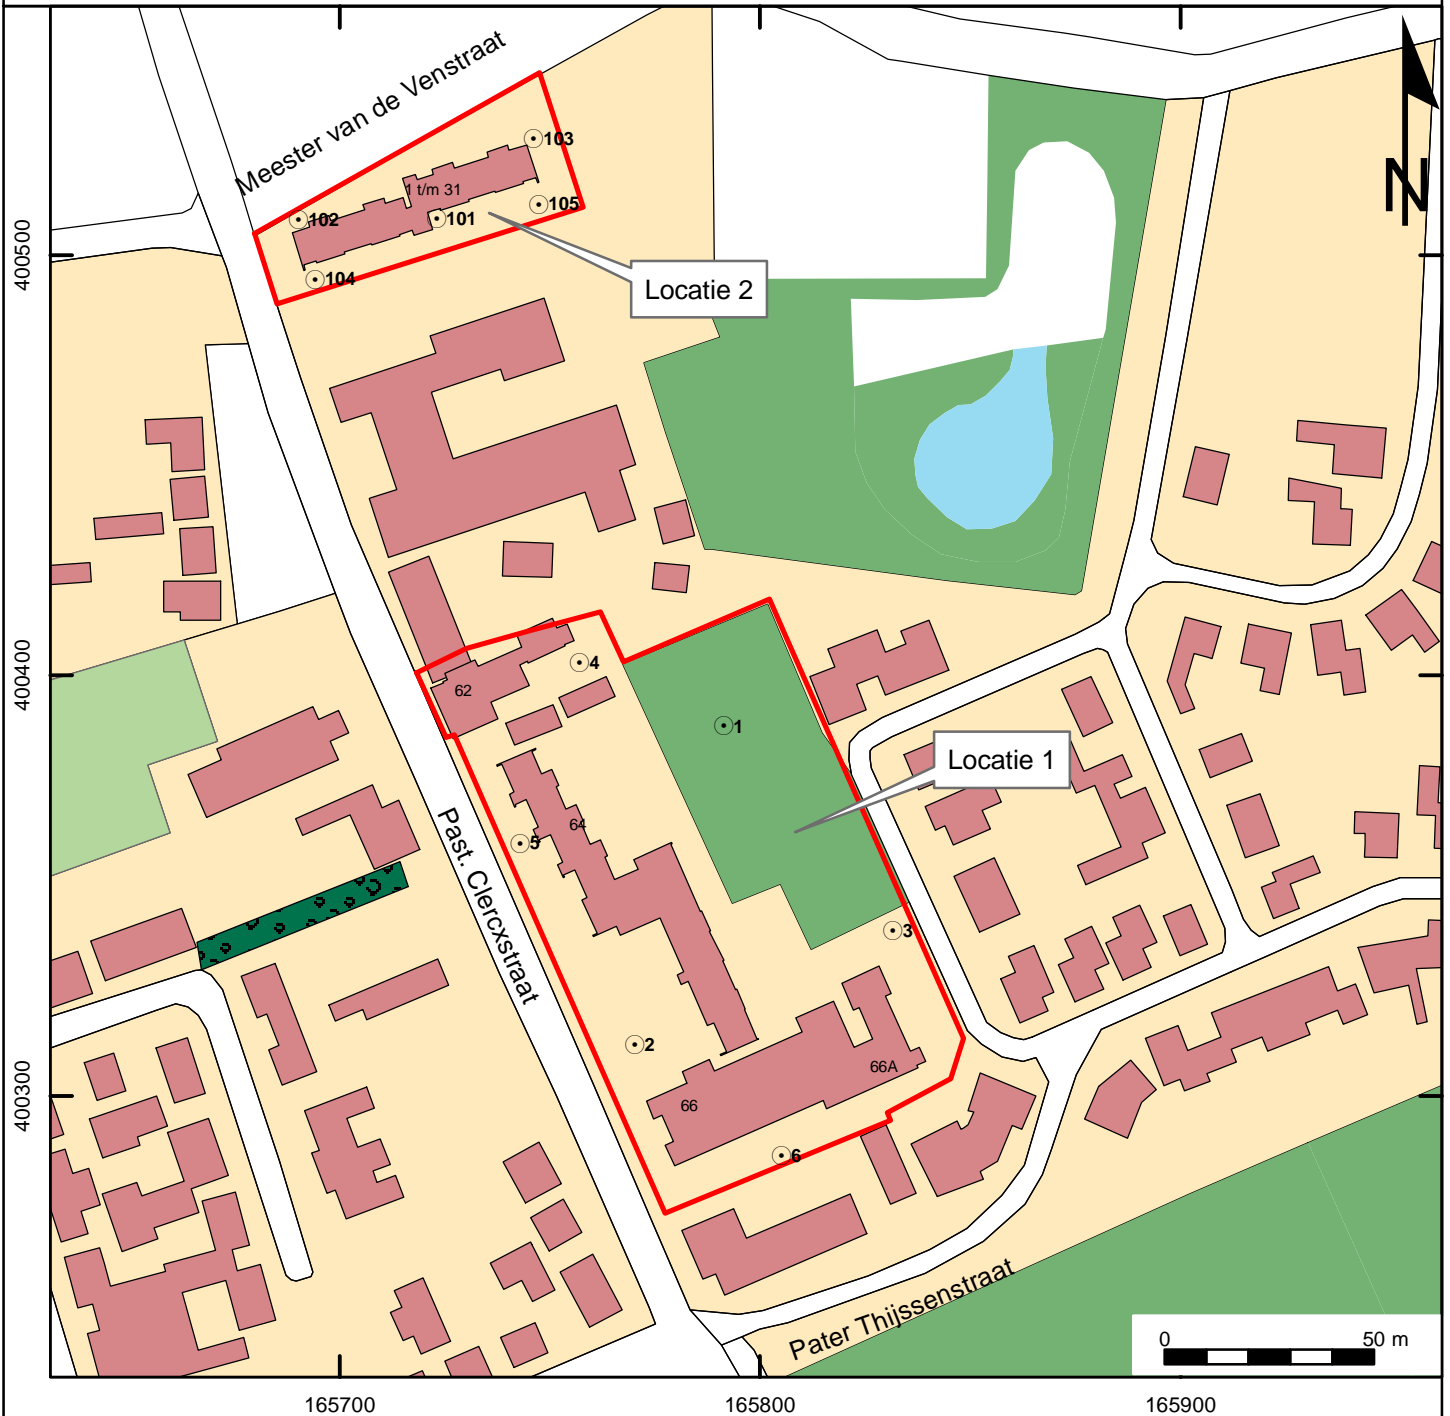 Meester van de Venstraat
N
103
1 t/m 31
102
101
105
104
400500
Locatie 2
400400
4
62
1
Locatie 1
64
5
Past. Clercxstraat
3
2
66A
66
400300
6
Pater Thijssenstraat
0 50 m
165700 165800 165900